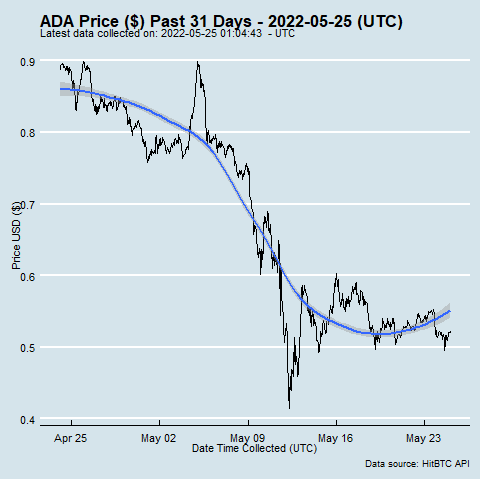 ADA Price ($) Past 31 Days - 2022-05-25 (UTC)
Latest data collected on: 2022-05-25 01:04:43  - UTC
Price USD ($)
0.9
0.8
0.7
0.6
0.5
0.4
Apr 25 May 02 May 09 May 16 May 23
Date Time Collected (UTC)
Data source: HitBTC API